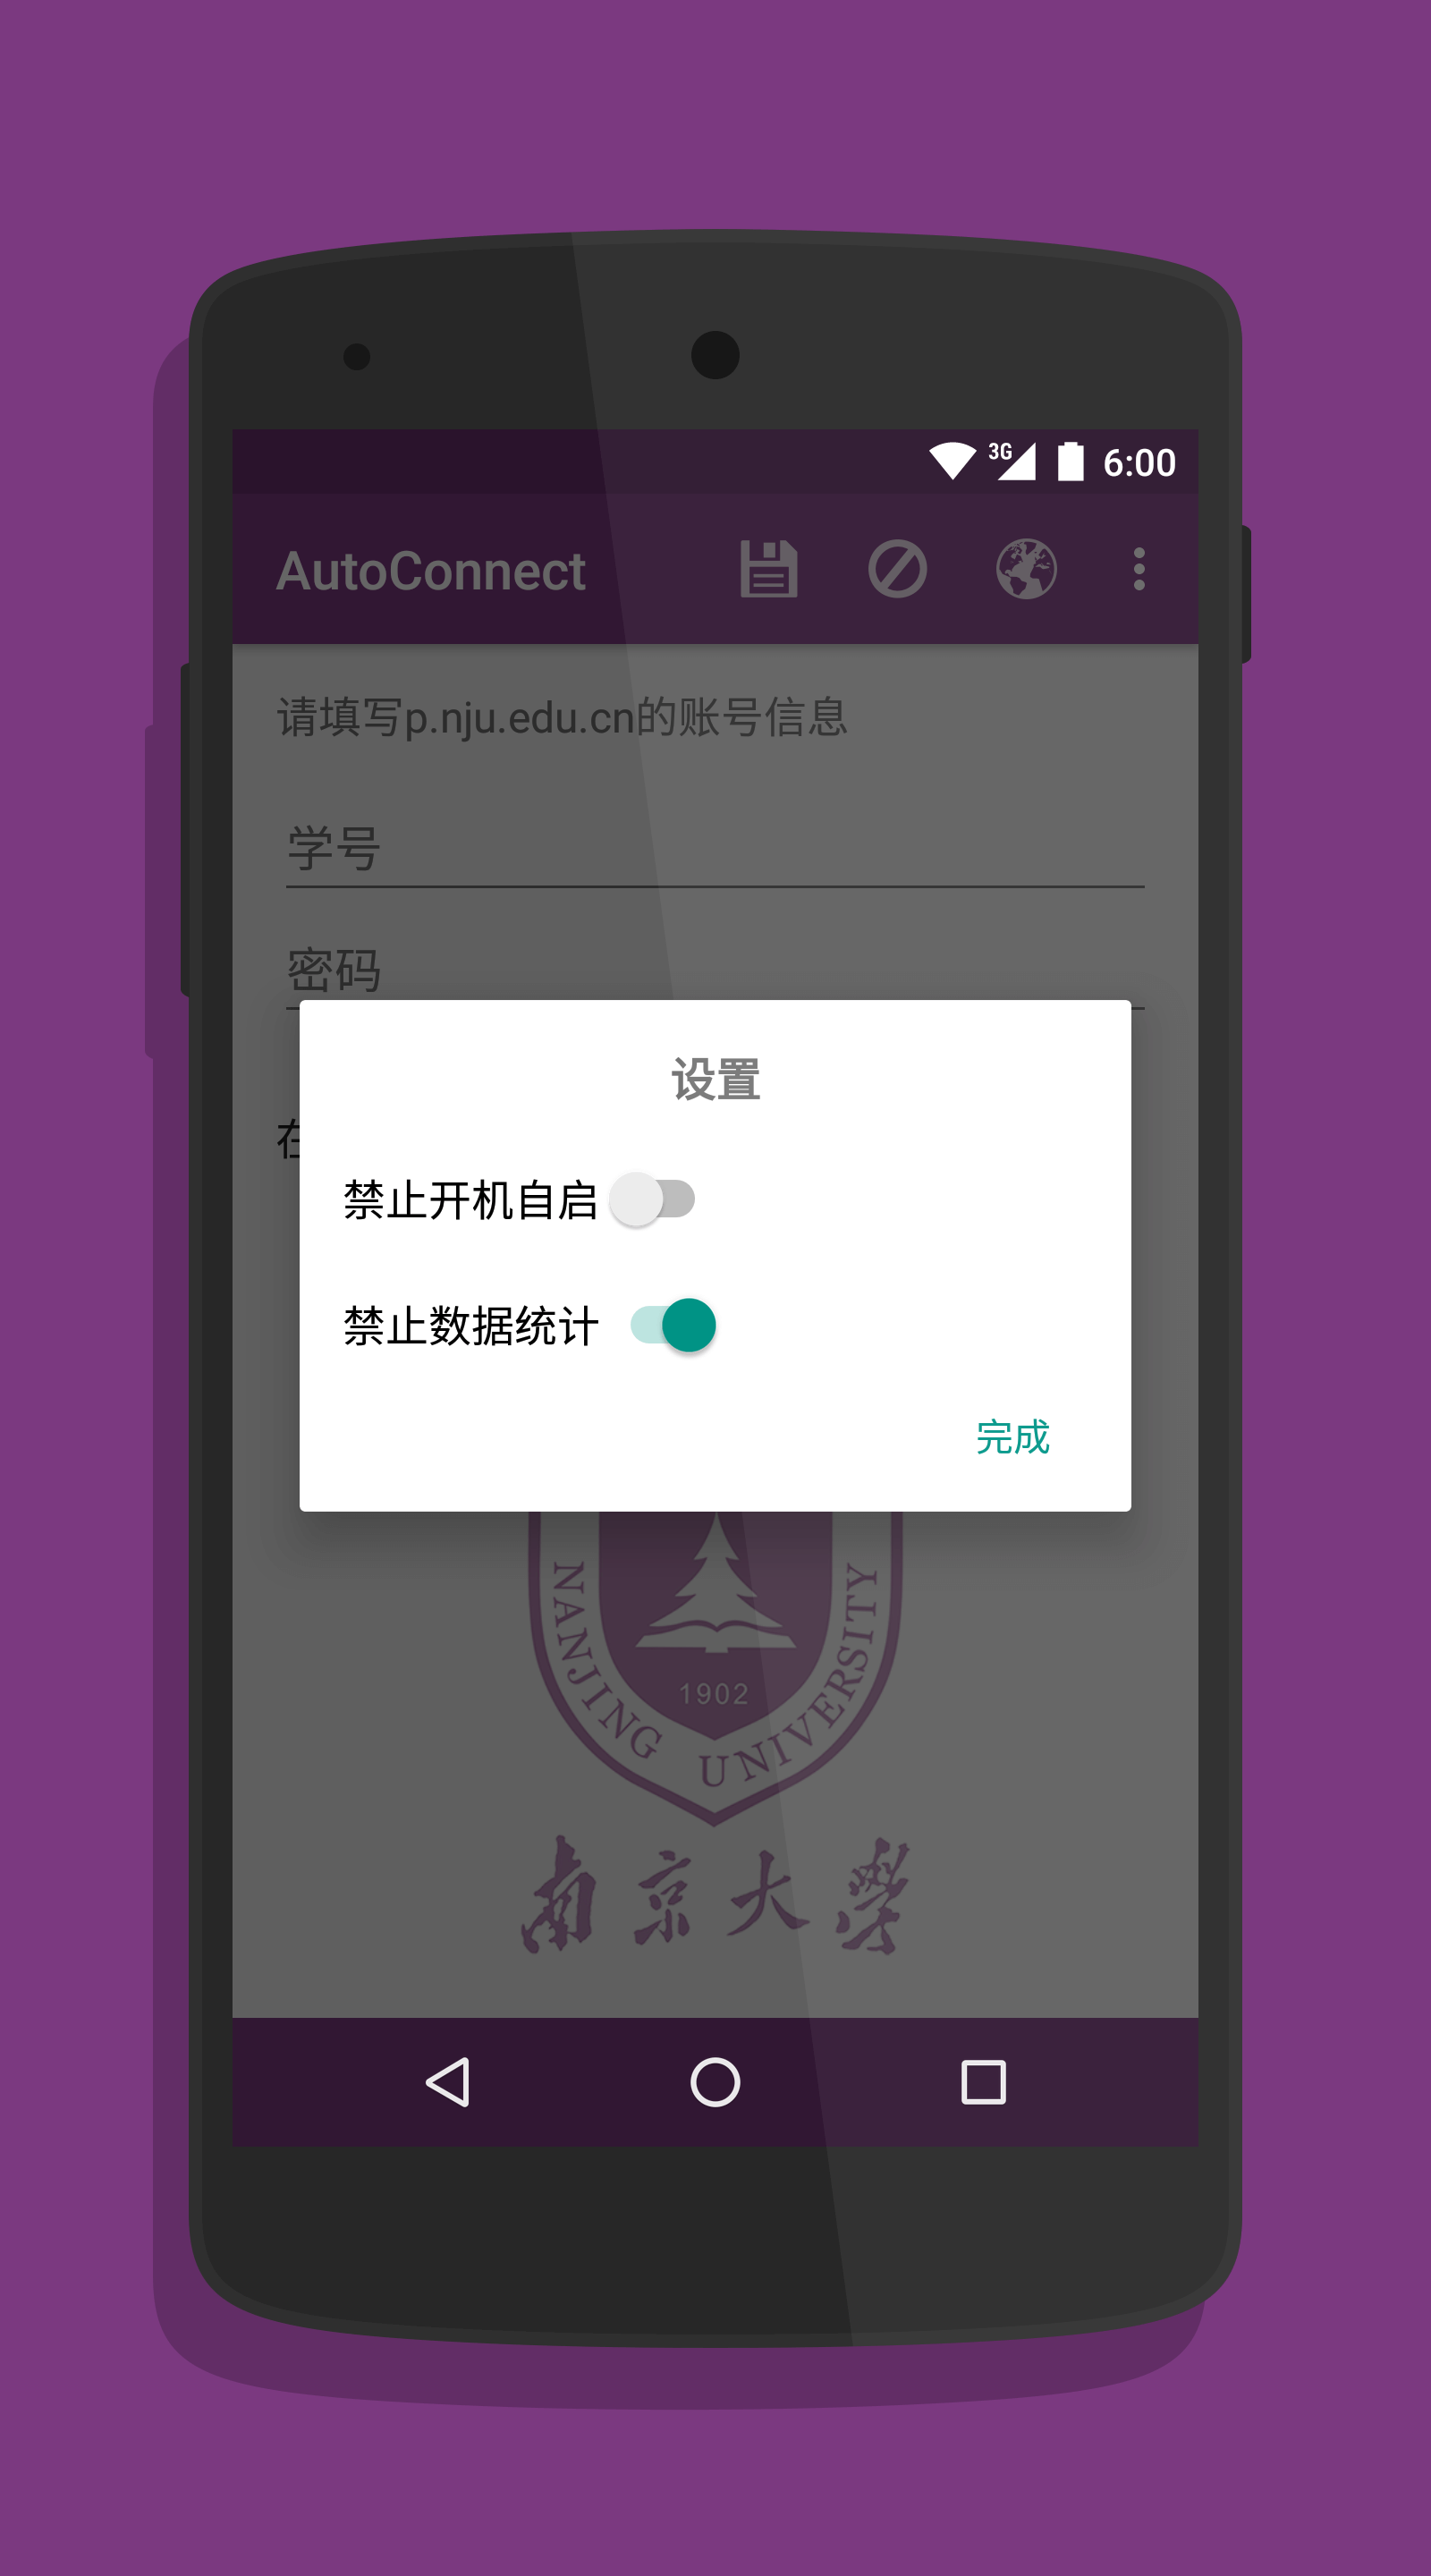 3G 6:00
AutoConnect
请填写p.nju.edu.cn的账号信息
学号
密码
设置
在
禁止开机自启
禁止数据统计
完成
1902
NANJING UNIVERSITY
南京大學